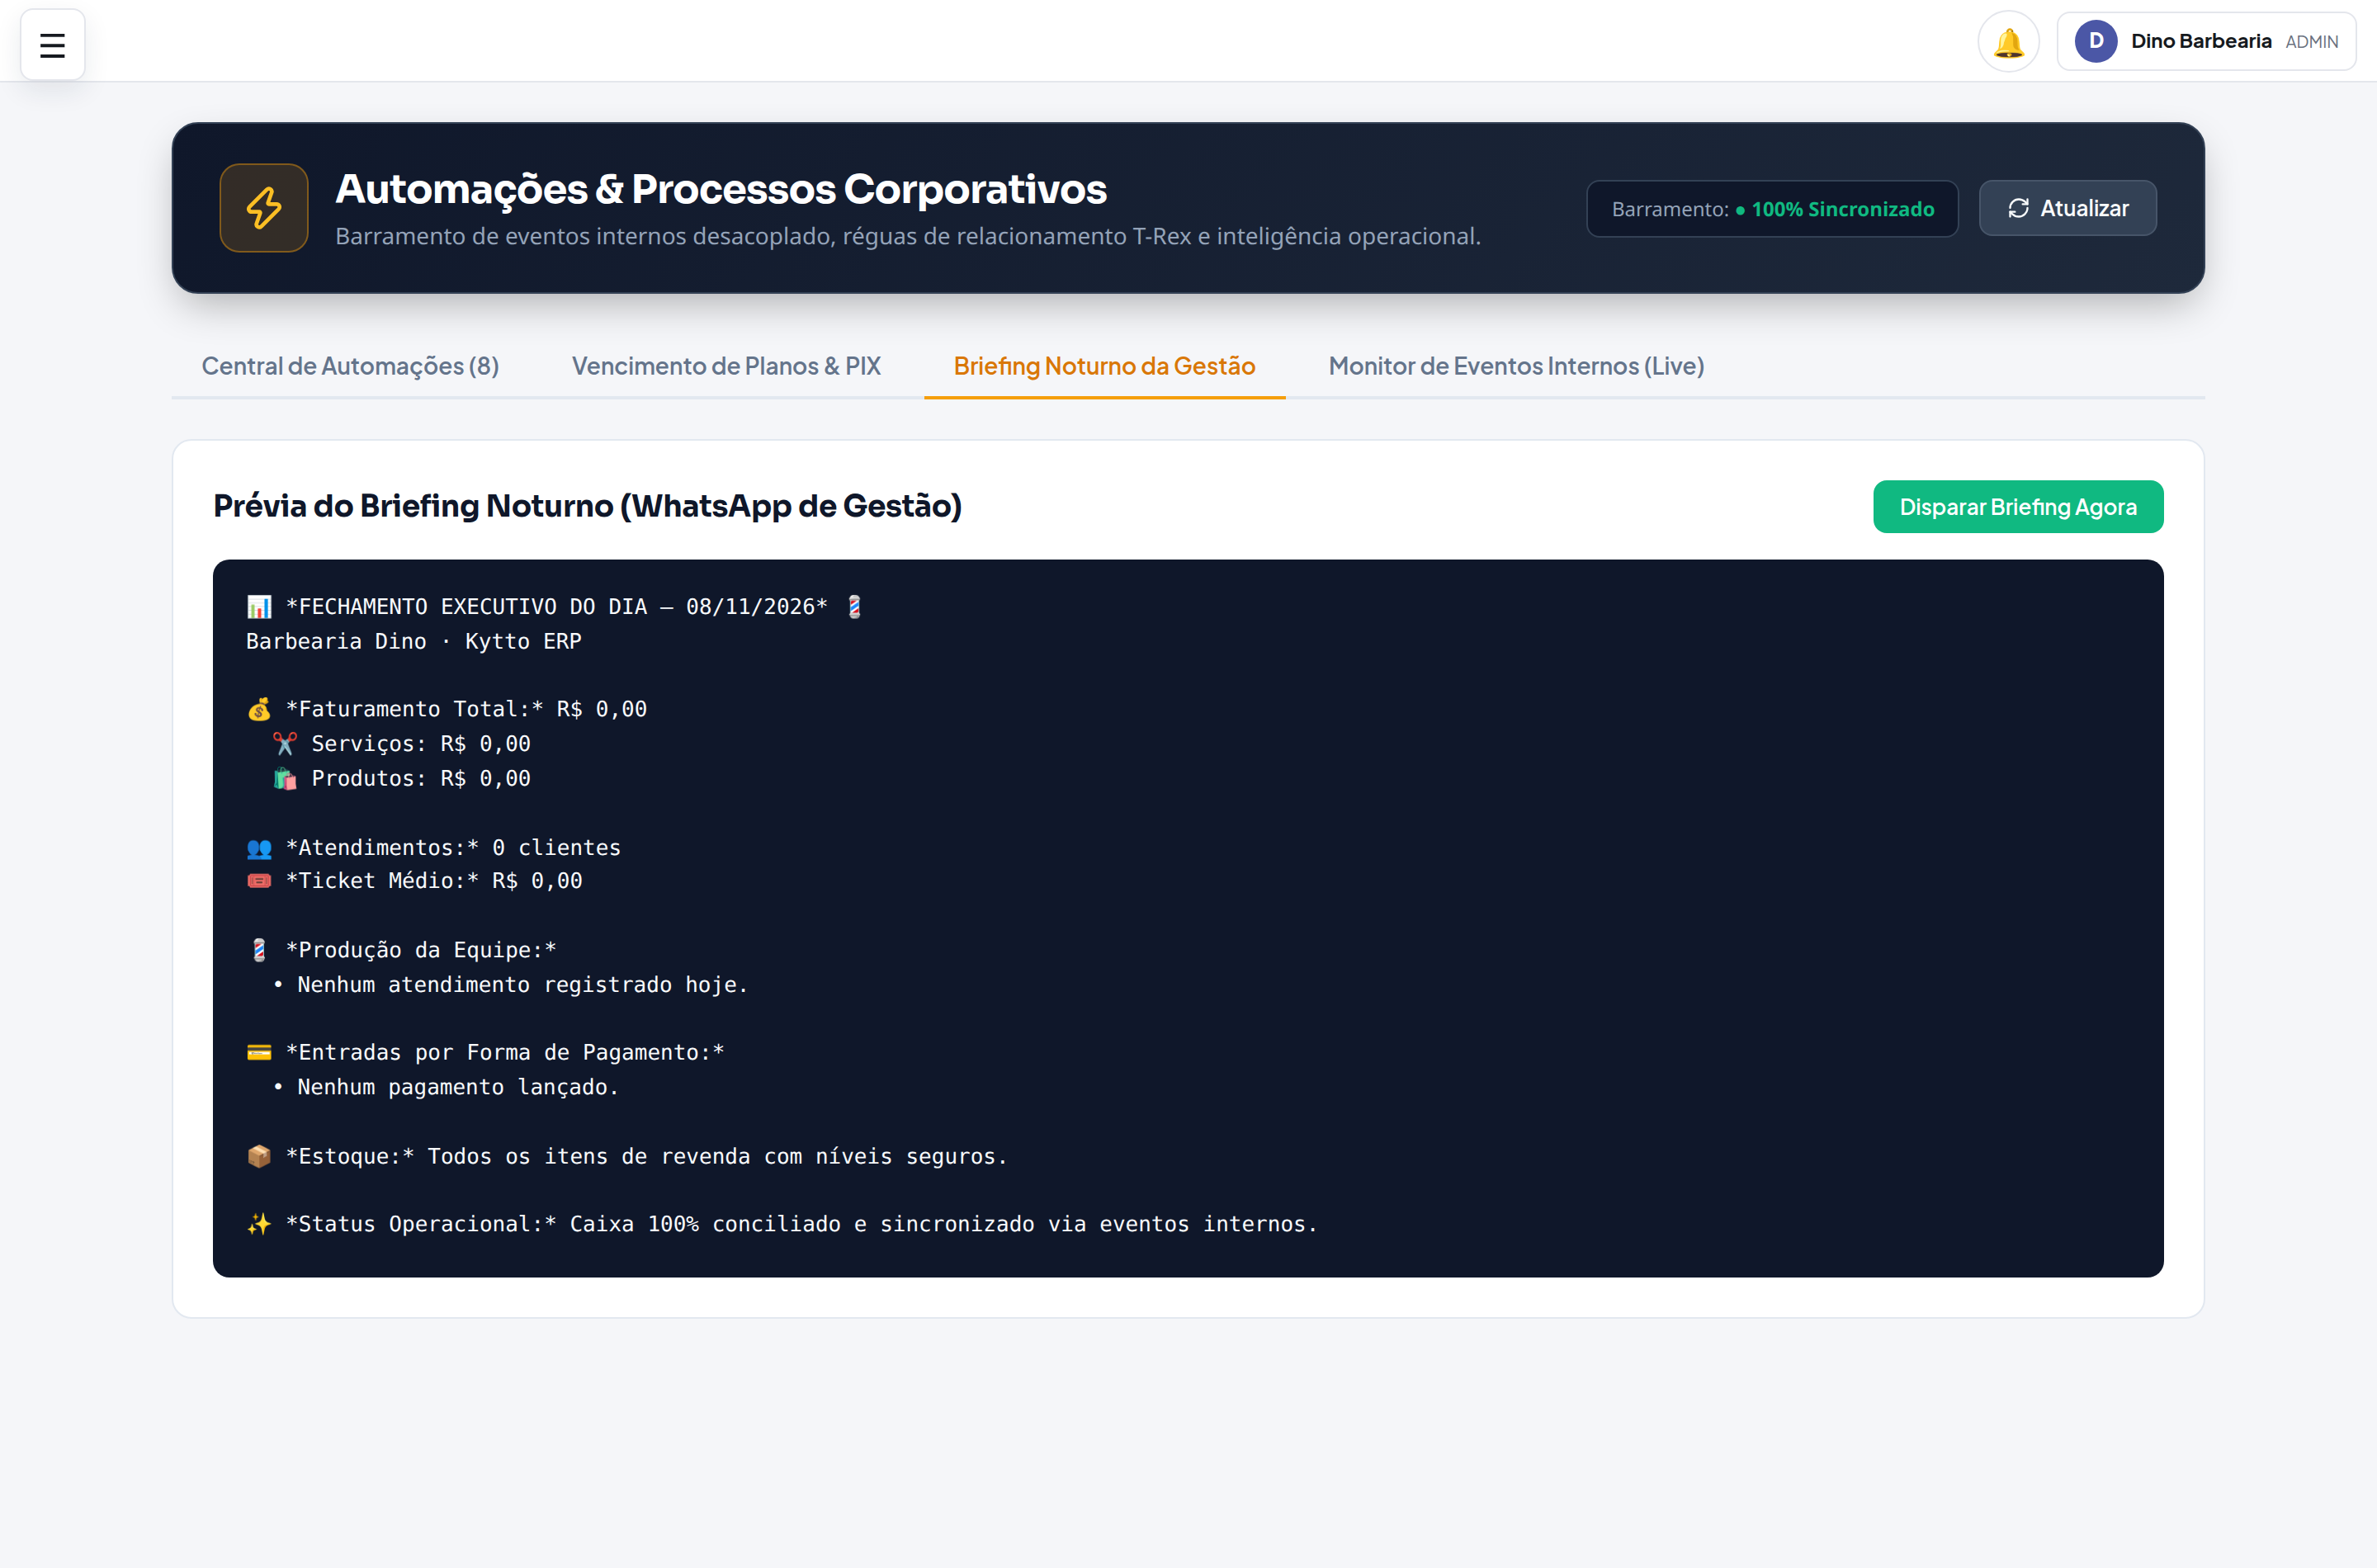 ☰
🔔
D Dino Barbearia ADMIN
Automações & Processos Corporativos
Barramento de eventos internos desacoplado, réguas de relacionamento T-Rex e inteligência operacional.
Barramento: ● 100% Sincronizado
Atualizar
Central de Automações (8)
Vencimento de Planos & PIX
Briefing Noturno da Gestão
Monitor de Eventos Internos (Live)
Prévia do Briefing Noturno (WhatsApp de Gestão)
Disparar Briefing Agora
📊 *FECHAMENTO EXECUTIVO DO DIA — 08/11/2026* 💈
Barbearia Dino · Kytto ERP
💰 *Faturamento Total:* R$ 0,00
✂️ Serviços: R$ 0,00
🛍️ Produtos: R$ 0,00
👥 *Atendimentos:* 0 clientes
🎟️ *Ticket Médio:* R$ 0,00
💈 *Produção da Equipe:*
• Nenhum atendimento registrado hoje.
💳 *Entradas por Forma de Pagamento:*
• Nenhum pagamento lançado.
📦 *Estoque:* Todos os itens de revenda com níveis seguros.
✨ *Status Operacional:* Caixa 100% conciliado e sincronizado via eventos internos.